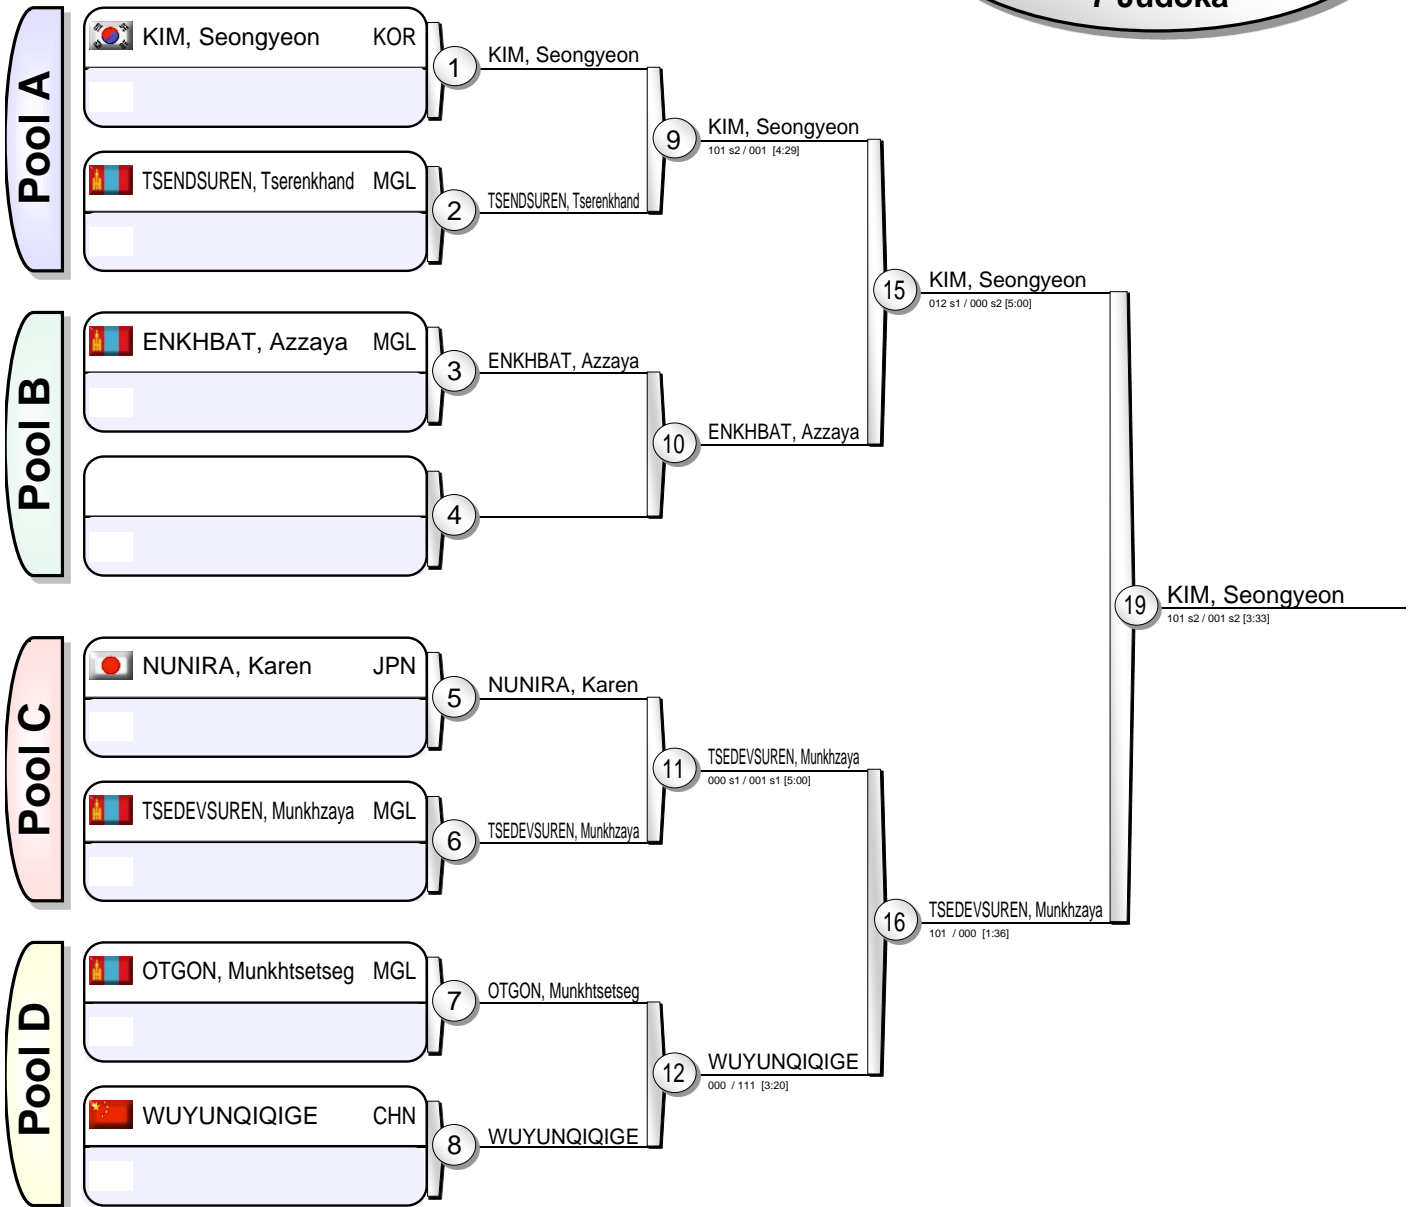 7 Judoka
Pool A
KIM, Seongyeon KOR
1
KIM, Seongyeon
TSENDSUREN, Tserenkhand MGL
2
TSENDSUREN, Tserenkhand
9
KIM, Seongyeon
101 s2 / 001 [4:29]
Pool B
ENKHBAT, Azzaya MGL
3
ENKHBAT, Azzaya
4
10
ENKHBAT, Azzaya
15
KIM, Seongyeon
012 s1 / 000 s2 [5:00]
Pool C
NUNIRA, Karen JPN
5
NUNIRA, Karen
TSEDEVSUREN, Munkhzaya MGL
6
TSEDEVSUREN, Munkhzaya
11
TSEDEVSUREN, Munkhzaya
000 s1 / 001 s1 [5:00]
Pool D
OTGON, Munkhtsetseg MGL
7
OTGON, Munkhtsetseg
WUYUNQIQIGE CHN
8
WUYUNQIQIGE
12
WUYUNQIQIGE
000 / 111 [3:20]
16
TSEDEVSUREN, Munkhzaya
101 / 000 [1:36]
19
KIM, Seongyeon
101 s2 / 001 s2 [3:33]